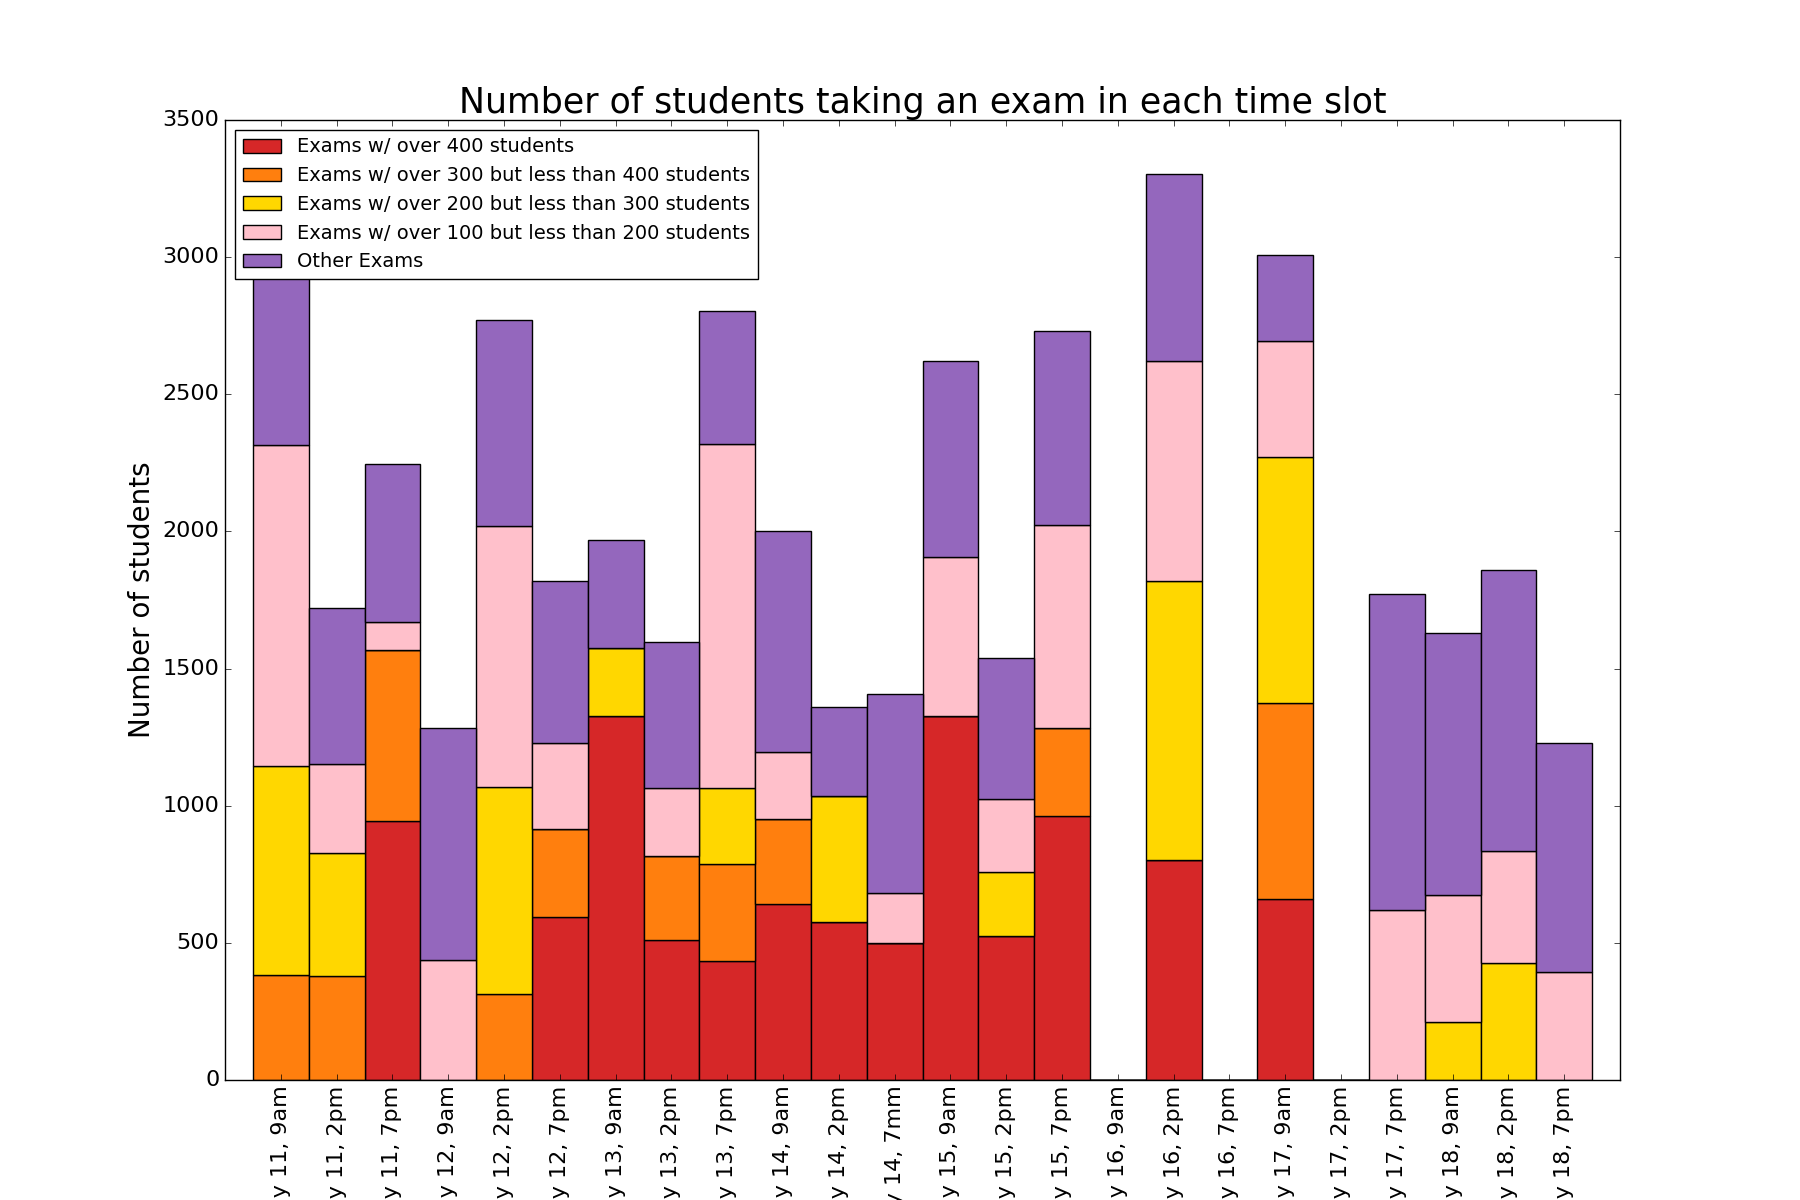 Number of students taking an exam in each time slot
3500
3000
2500
2000
1500
1000
500
0
Number of students
Exams w/ over 400 students
Exams w/ over 300 but less than 400 students
Exams w/ over 200 but less than 300 students
Exams w/ over 100 but less than 200 students
Other Exams
y 11, 9am
y 11, 2pm
y 11, 7pm
y 12, 9am
y 12, 2pm
y 12, 7pm
y 13, 9am
y 13, 2pm
y 13, 7pm
y 14, 9am
y 14, 2pm
y 14, 7mm
y 15, 9am
y 15, 2pm
y 15, 7pm
y 16, 9am
y 16, 2pm
y 16, 7pm
y 17, 9am
y 17, 2pm
y 17, 7pm
y 18, 9am
y 18, 2pm
y 18, 7pm